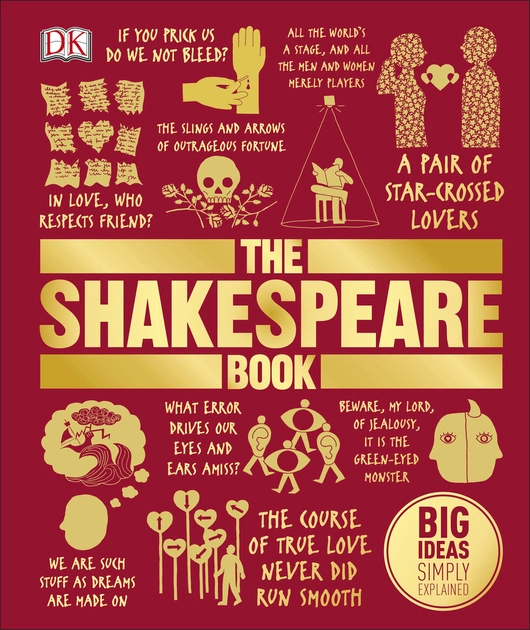 DK
IF YOU PRICK US
DO WE NOT BLEED?
ALL THE WORLD'S
A STAGE, AND ALL
THE MEN AND WOMEN
MERELY PLAYERS
THE SLINGS AND ARROWS
OF OUTRAGEOUS FORTUNE
IN LOVE, WHO
RESPECTS FRIEND?
A PAIR OF
STAR-CROSSED
LOVERS
THE
SHAKESPEARE
BOOK
WHAT ERROR
DRIVES OUR
EYES AND
EARS AMISS?
BEWARE, MY LORD,
OF JEALOUSY,
IT IS THE
GREEN-EYED
MONSTER
WE ARE SUCH
STUFF AS DREAMS
ARE MADE ON
THE COURSE
OF TRUE LOVE
NEVER DID
RUN SMOOTH
BIG
IDEAS
SIMPLY
EXPLAINED